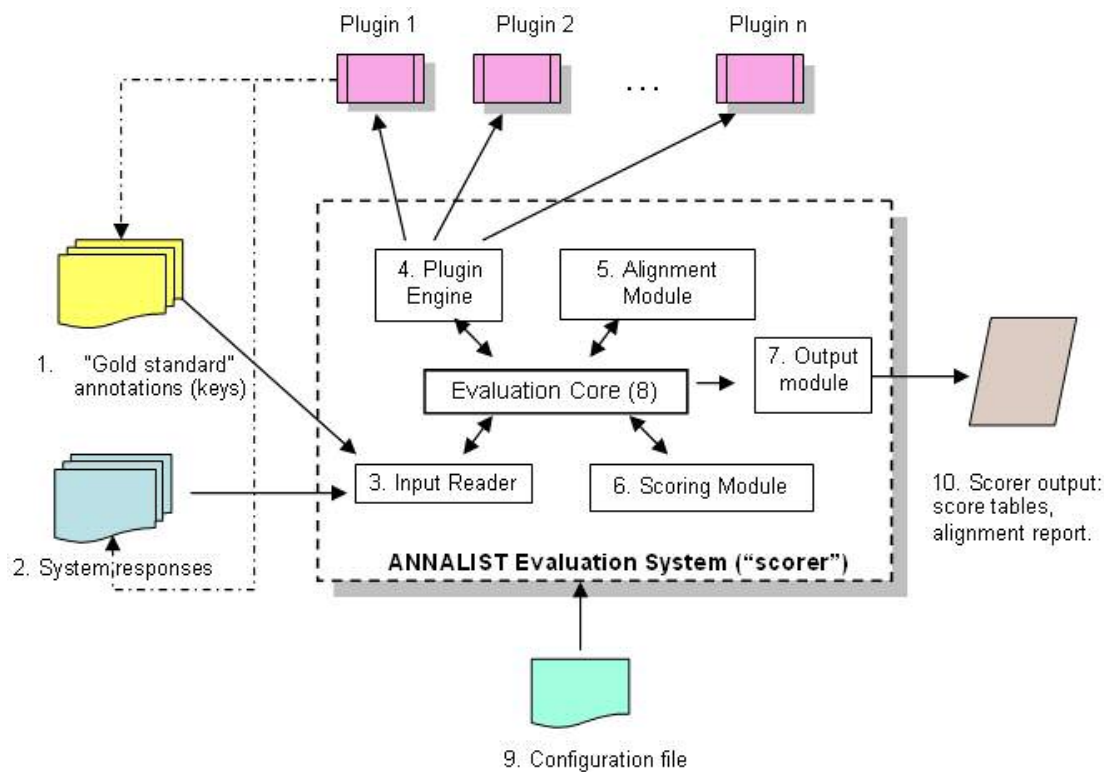 Plugin 1
Plugin 2
Plugin n
...
4. Plugin
Engine
5. Alignment
Module
1. "Gold standard"
annotations (keys)
7. Output
module
Evaluation Core (8)
3. Input Reader
6. Scoring Module
10. Scorer output:
score tables,
alignment report.
2. System responses
ANNALIST Evaluation System (“scorer”)
9. Configuration file